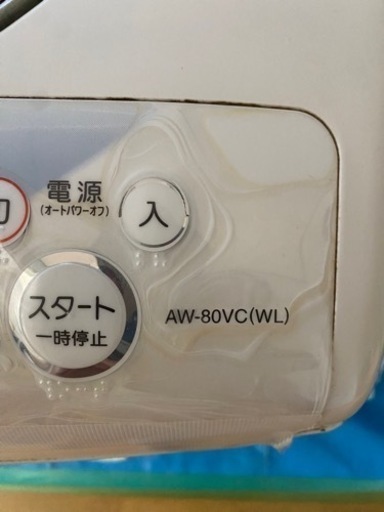 電源
(オートパワーオフ)
入
スタート
一時停止
AW-80VC(WL)